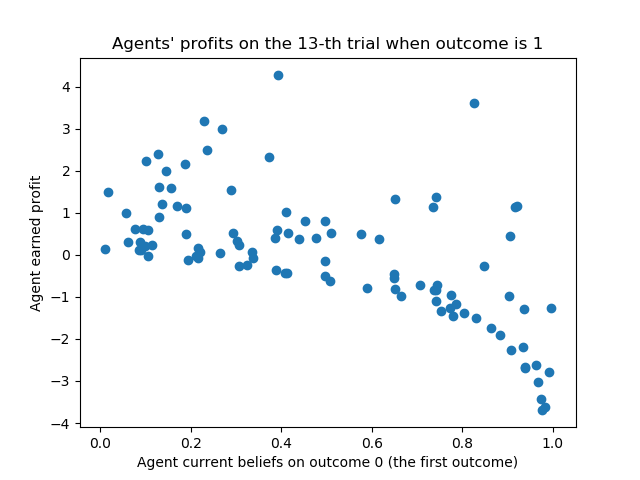 Agents' profits on the 13-th trial when outcome is 1
4
3
2
1
0
−1
−2
−3
−4
Agent earned profit
0.0 0.2 0.4 0.6 0.8 1.0
Agent current beliefs on outcome 0 (the first outcome)